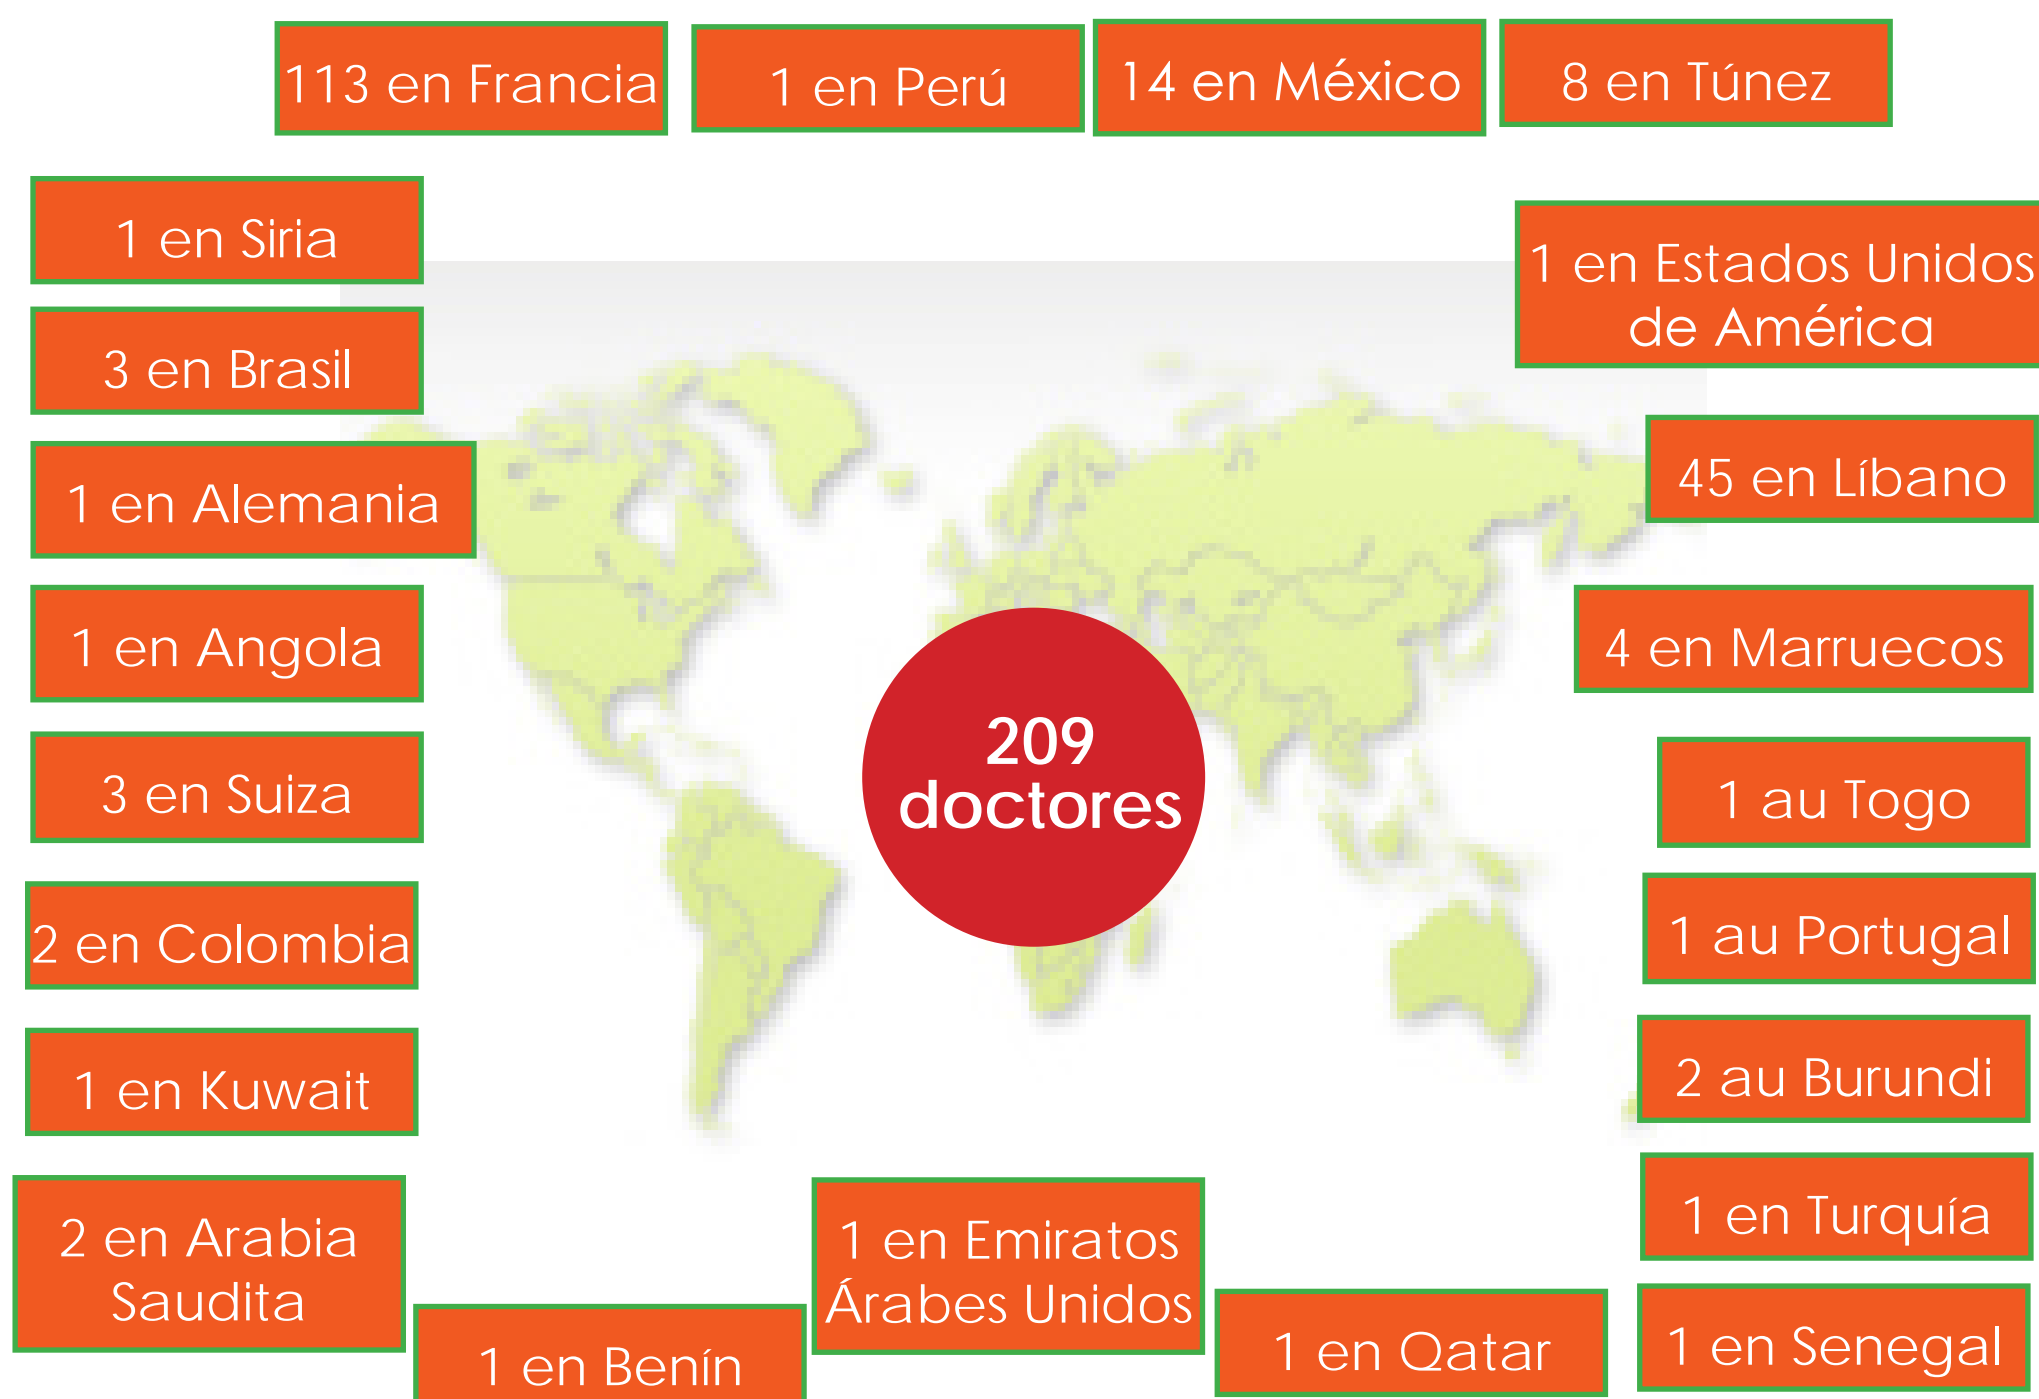 113 en Francia
1 en Perú
14 en México
8 en Túnez
1 en Siria
1 en Estados Unidos
de América
3 en Brasil
45 en Líbano
1 en Alemania
1 en Angola
4 en Marruecos
209
doctores
3 en Suiza
1 au Togo
2 en Colombia
1 au Portugal
1 en Kuwait
2 au Burundi
2 en Arabia
Saudita
1 en Emiratos
Árabes Unidos
1 en Turquía
1 en Benín
1 en Qatar
1 en Senegal